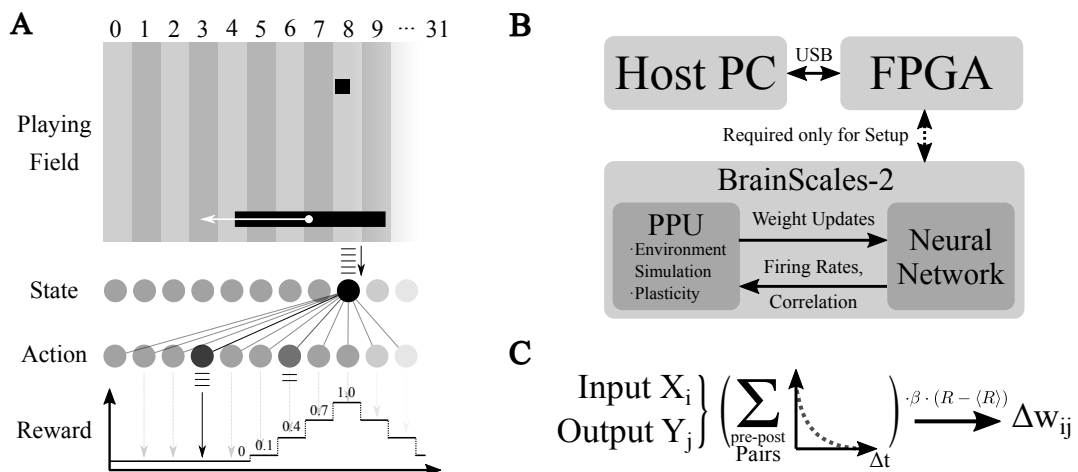 A
0 1 2 3 4 5 6 7 8 9 ... 31
Playing
Field
State
Action
Reward
0
0.1
0.4
0.7
1.0
B
Host PC
USB
FPGA
Required only for Setup
BrainScales-2
PPU
·Environment
Simulation
·Plasticity
Weight Updates
Firing Rates,
Correlation
Neural
Network
C
Input Xᵢ
Output Yⱼ
∑
pre-post
Pairs
Δt
·β · (R − ⟨R⟩)
Δwᵢⱼ